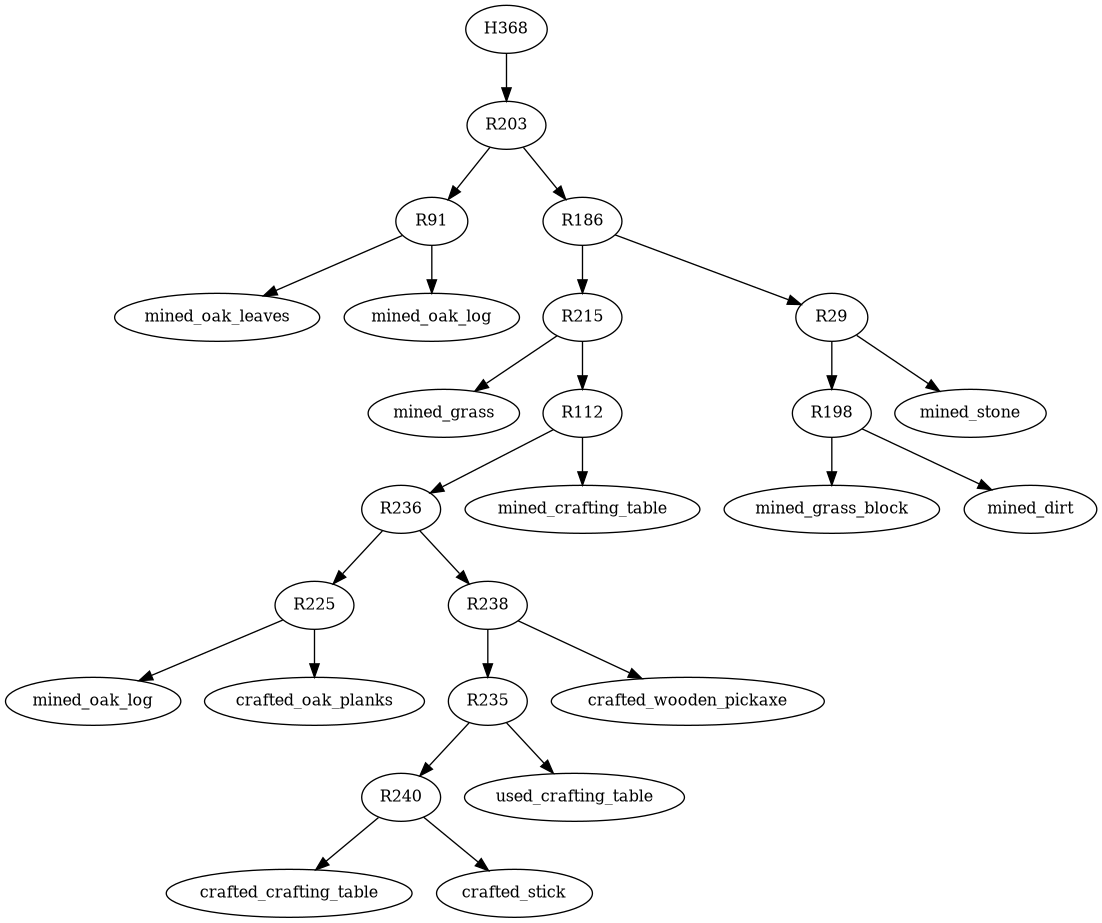 H368
R203
R91
R186
mined_oak_leaves
mined_oak_log
R215
R29
mined_grass
R112
R198
mined_stone
R236
mined_crafting_table
mined_grass_block
mined_dirt
R225
R238
mined_oak_log
crafted_oak_planks
R235
crafted_wooden_pickaxe
R240
used_crafting_table
crafted_crafting_table
crafted_stick